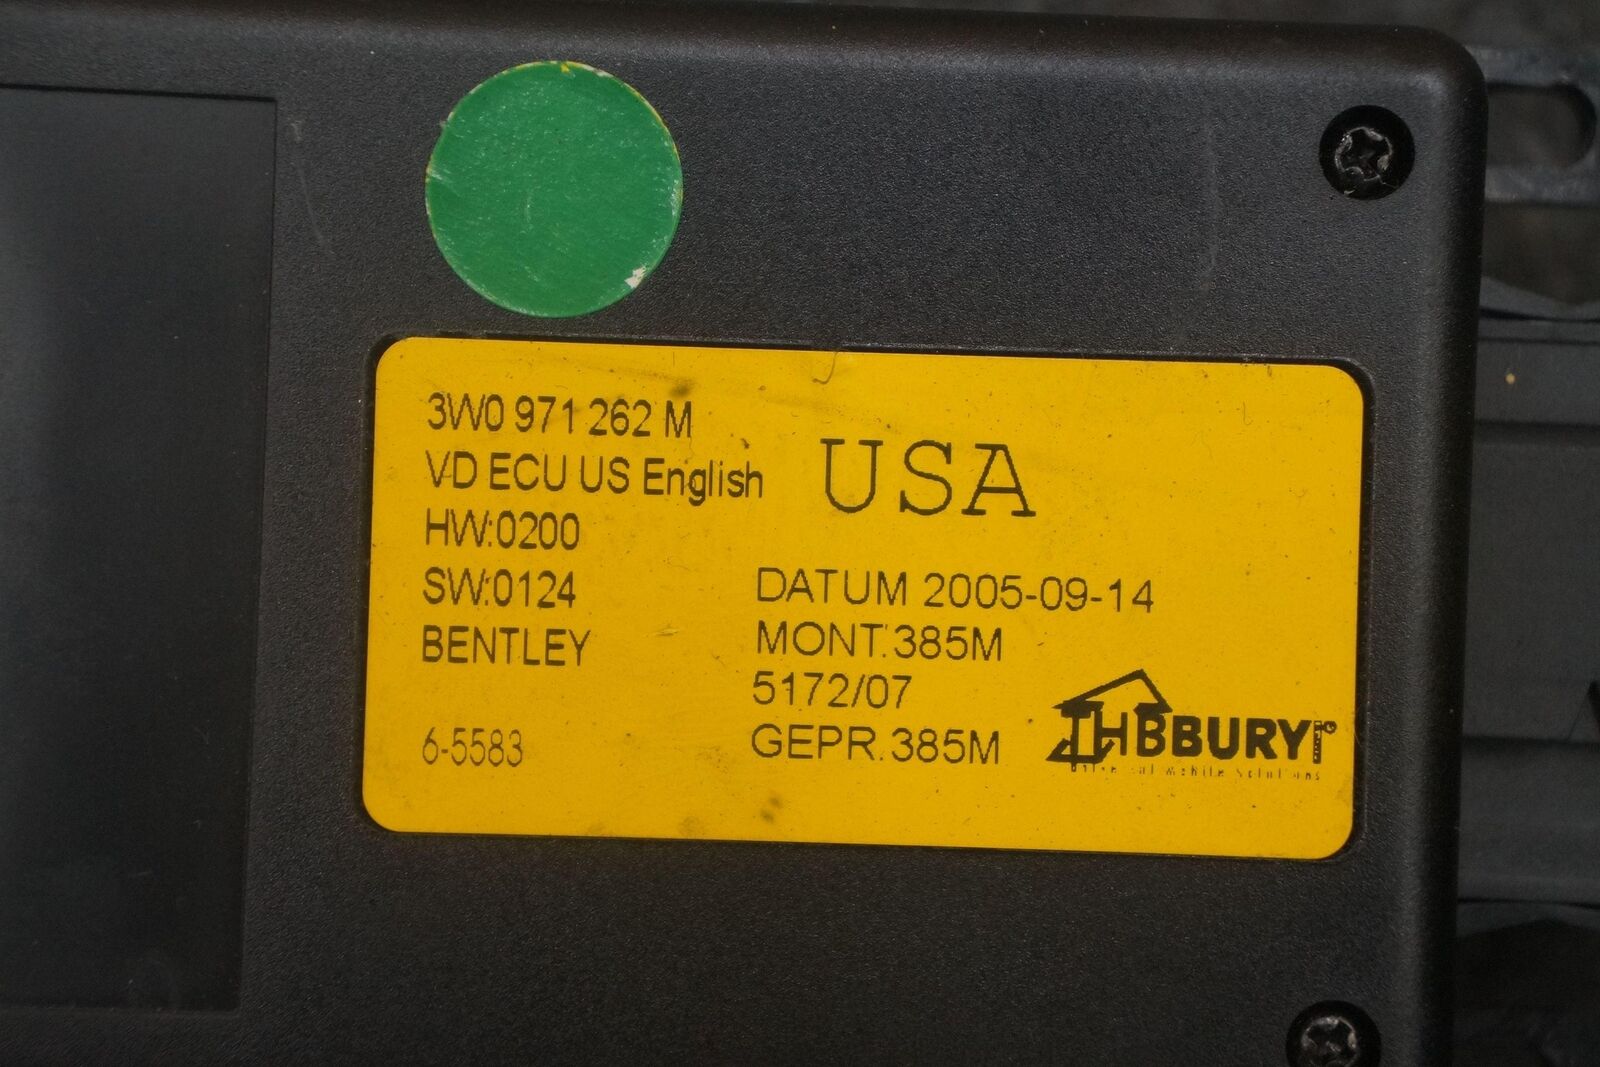 3W0 971 262 M
VD ECU US English
USA
HW:0200
SW:0124
BENTLEY
6-5583
DATUM 2005-09-14
MONT.385M
5172/07
GEPR.385M